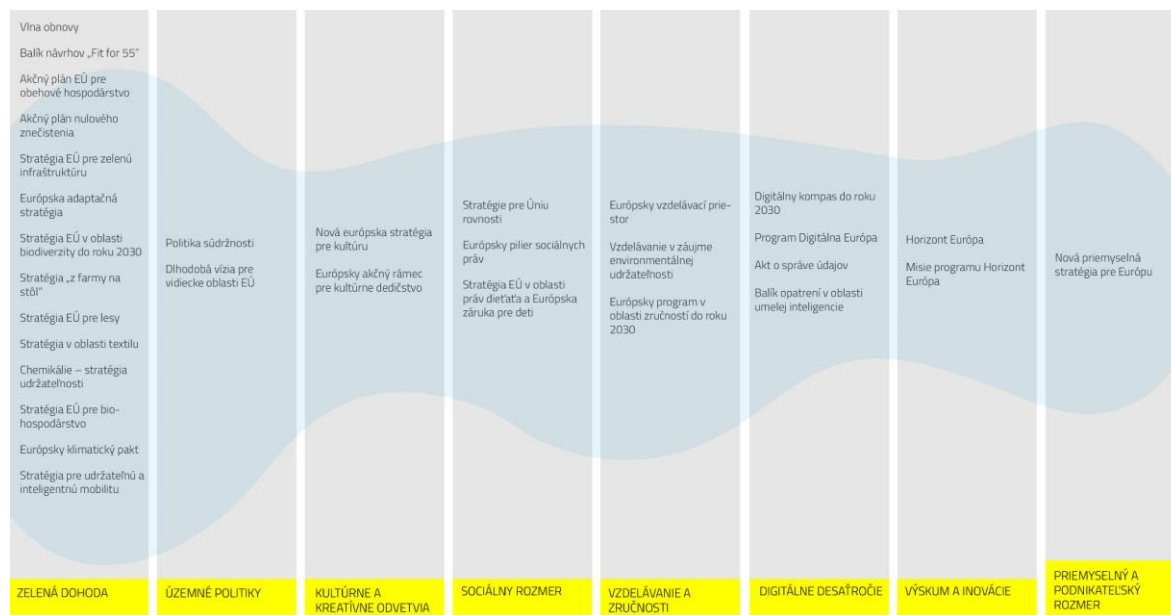 Vlna obnovy
Balík návrhov „Fit for 55“
Akčný plán EÚ pre
obehové hospodárstvo
Akčný plán nulového
znečistenia
Stratégia EÚ pre zelenú
infraštruktúru
Európska adaptačná
stratégia
Stratégia EÚ v oblasti
biodiverzity do roku 2030
Stratégia „z farmy na
stôl“
Stratégia EÚ pre lesy
Stratégia v oblasti textilu
Chemikálie – stratégia
udržateľnosti
Stratégia EÚ pre bio-
hospodárstvo
Európsky klimatický pakt
Stratégia pre udržateľnú a
inteligentnú mobilitu
ZELENÁ DOHODA
Politika súdržnosti
Dlhodobá vízia pre
vidiecke oblasti EÚ
ÚZEMNÉ POLITIKY
Nová európska stratégia
pre kultúru
Európsky akčný rámec
pre kultúrne dedičstvo
KULTÚRNE A
KREATÍVNE ODVETVIA
Stratégie pre Úniu
rovnosti
Európsky pilier sociálnych
práv
Stratégia EÚ v oblasti
práv dieťaťa a Európska
záruka pre deti
SOCIÁLNY ROZMER
Európsky vzdelávací prie-
stor
Vzdelávanie v záujme
environmentálnej
udržateľnosti
Európsky program v
oblasti zručností do roku
2030
VZDELÁVANIE A
ZRUČNOSTI
Digitálny kompas do roku
2030
Program Digitálna Európa
Akt o správe údajov
Balík opatrení v oblasti
umelej inteligencie
DIGITÁLNE DESAŤROČIE
Horizont Európa
Misie programu Horizont
Európa
VÝSKUM A INOVÁCIE
Nová priemyselná
stratégia pre Európu
PRIEMYSELNÝ A
PODNIKATEĽSKÝ
ROZMER